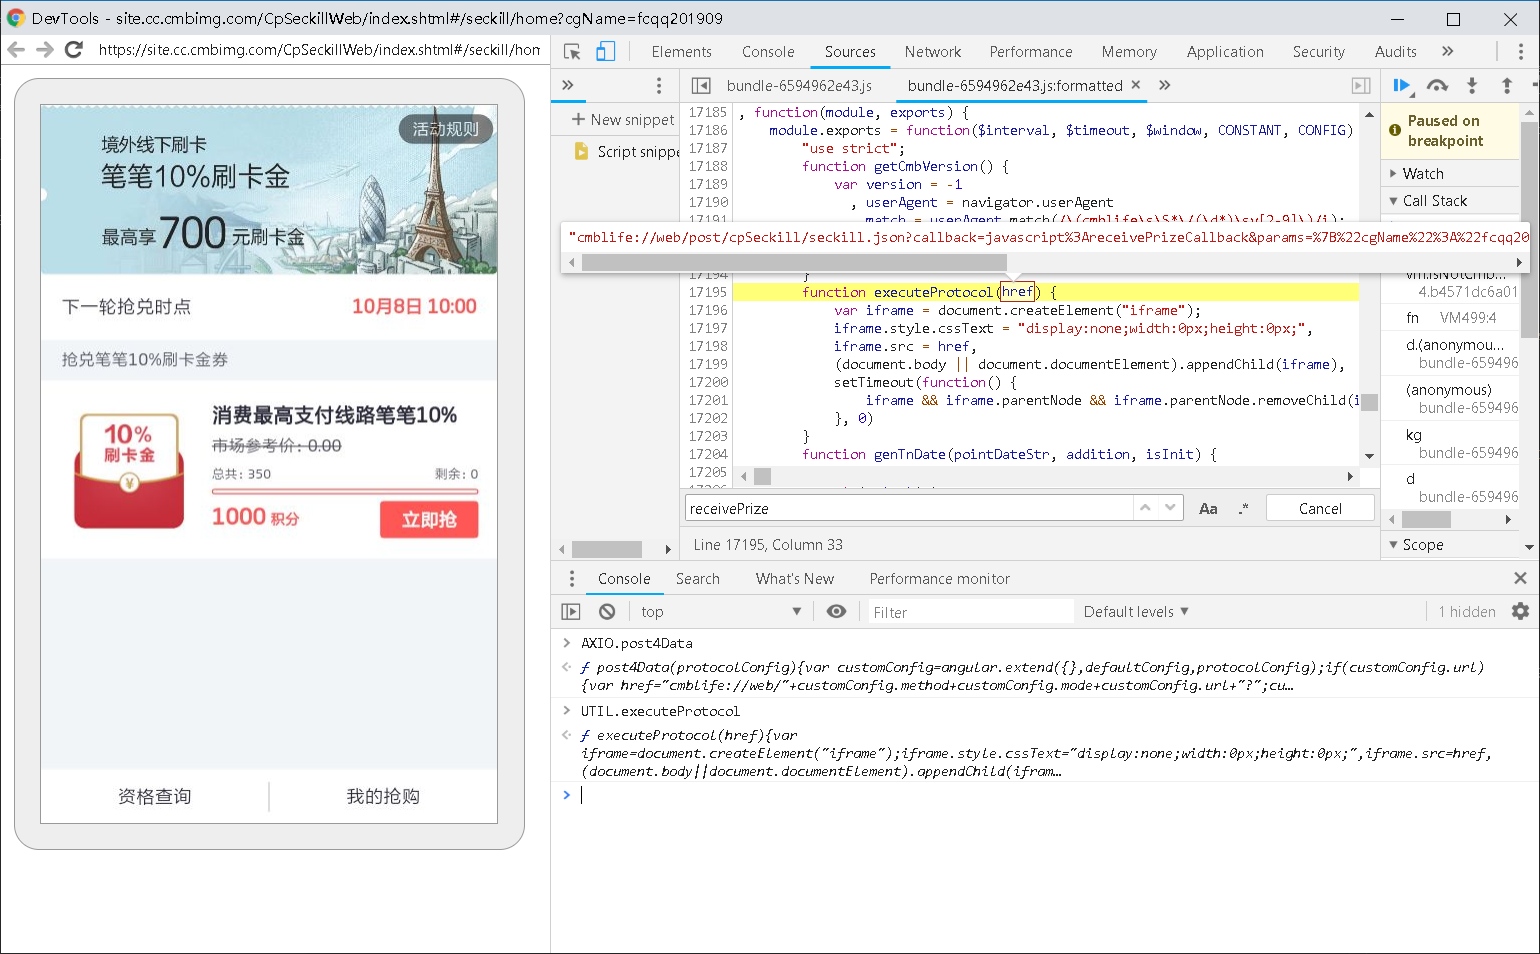 DevTools - site.cc.cmbimg.com/CpSeckillWeb/index.shtml#/seckill/home?cgName=fcqq201909
https://site.cc.cmbimg.com/CpSeckillWeb/index.shtml#/seckill/hom
Elements Console Sources Network Performance Memory Application Security Audits
bundle-6594962e43.js bundle-6594962e43.js:formatted
活动规则
境外线下刷卡
笔笔10%刷卡金
最高享700元刷卡金
下一轮抢兑时点 10月8日 10:00
抢兑笔笔10%刷卡金券
10%
刷卡金
¥
消费最高支付线路笔笔10%
市场参考价: 0.00
总共: 350 剩余: 0
1000 积分 立即抢
资格查询 我的抢购
New snippet
Script snippe
17185 , function(module, exports) {
17186 module.exports = function($interval, $timeout, $window, CONSTANT, CONFIG)
17187 "use strict";
17188 function getCmbVersion() {
17189 var version = -1
17190 , userAgent = navigator.userAgent
17191 match = userAgent.match(/\(cmblife\s\S*\/(\d*)\sv[2-9]\)/i);
"cmblife://web/post/cpSeckill/seckill.json?callback=javascript%3AreceivePrizeCallback&params=%7B%22cgName%22%3A%22fcqq20
17194 }
17195 function executeProtocol(href) {
17196 var iframe = document.createElement("iframe");
17197 iframe.style.cssText = "display:none;width:0px;height:0px;",
17198 iframe.src = href,
17199 (document.body || document.documentElement).appendChild(iframe),
17200 setTimeout(function() {
17201 iframe && iframe.parentNode && iframe.parentNode.removeChild(i
17202 }, 0)
17203 }
17204 function genTnDate(pointDateStr, addition, isInit) {
17205
receivePrize Aa .* Cancel
Line 17195, Column 33
Paused on
breakpoint
Watch
Call Stack
vm.isNotCmb...
4.b4571dc6a01
fn VM499:4
d.(anonymou...
bundle-659496
(anonymous)
bundle-659496
kg
bundle-659496
d
bundle-659496
Scope
Console Search What's New Performance monitor
top Filter Default levels 1 hidden
AXIO.post4Data
ƒ post4Data(protocolConfig){var customConfig=angular.extend({},defaultConfig,protocolConfig);if(customConfig.url)
{var href="cmblife://web/"+customConfig.method+customConfig.mode+customConfig.url+"?";cu…
UTIL.executeProtocol
ƒ executeProtocol(href){var
iframe=document.createElement("iframe");iframe.style.cssText="display:none;width:0px;height:0px;",iframe.src=href,
(document.body||document.documentElement).appendChild(ifram…